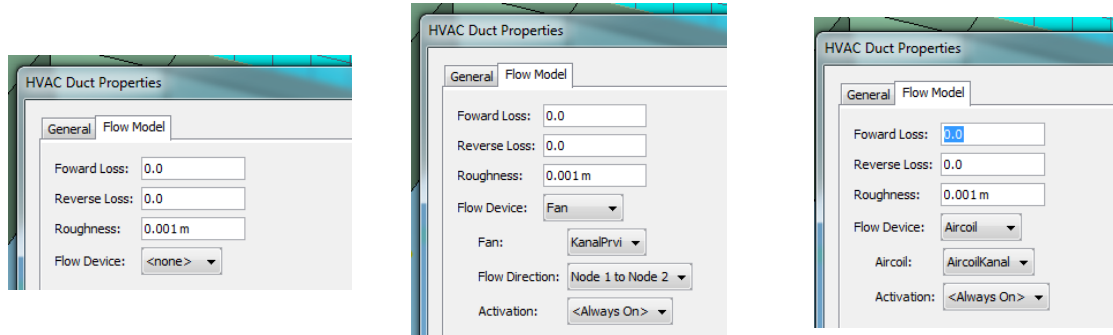 HVAC Duct Properties
General Flow Model
Foward Loss: 0.0
Reverse Loss: 0.0
Roughness: 0.001 m
Flow Device: <none>
HVAC Duct Properties
General Flow Model
Foward Loss: 0.0
Reverse Loss: 0.0
Roughness: 0.001 m
Flow Device: Fan
Fan: KanalPrvi
Flow Direction: Node 1 to Node 2
Activation: <Always On>
HVAC Duct Properties
General Flow Model
Foward Loss: 0.0
Reverse Loss: 0.0
Roughness: 0.001 m
Flow Device: Aircoil
Aircoil: AircoilKanal
Activation: <Always On>